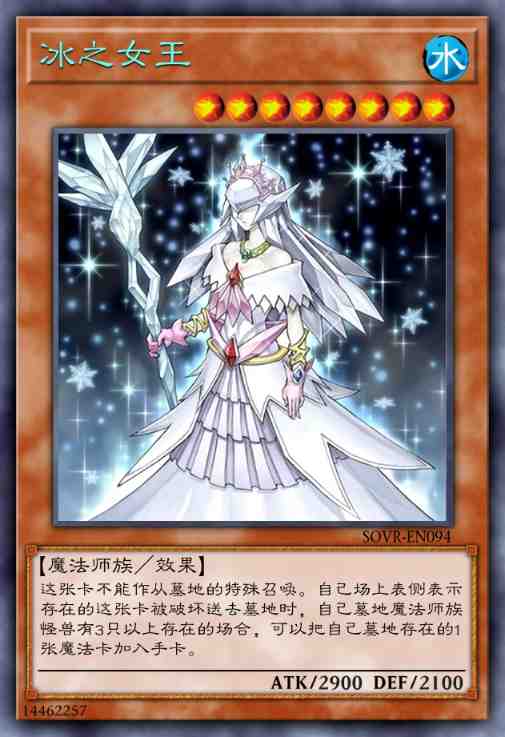 冰之女王
水
SOVR-EN094
【魔法师族／效果】
这张卡不能作从墓地的特殊召唤。自己场上表侧表示
存在的这张卡被破坏送去墓地时，自己墓地魔法师族
怪兽有3只以上存在的场合，可以把自己墓地存在的1
张魔法卡加入手卡。
ATK/2900 DEF/2100
14462257